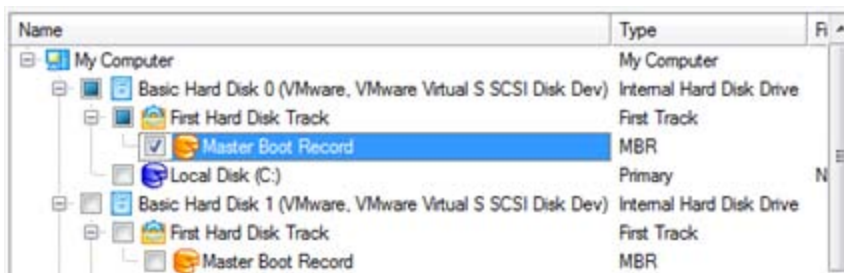 Name Type Fi
My Computer My Computer
Basic Hard Disk 0 (VMware, VMware Virtual S SCSI Disk Dev) Internal Hard Disk Drive
First Hard Disk Track First Track
Master Boot Record MBR
Local Disk (C:) Primary N
Basic Hard Disk 1 (VMware, VMware Virtual S SCSI Disk Dev) Internal Hard Disk Drive
First Hard Disk Track First Track
Master Boot Record MBR